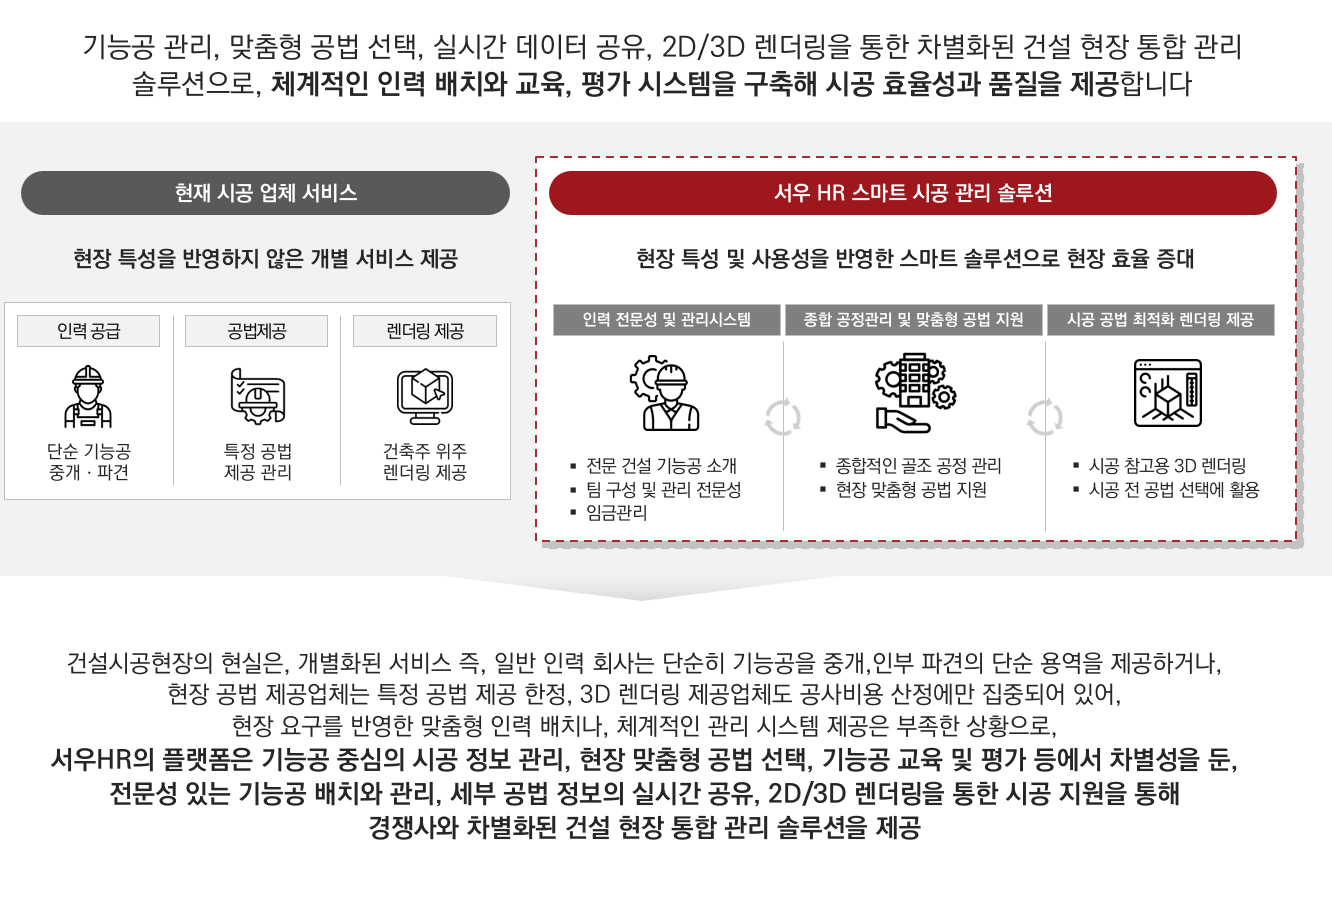 기능공 관리, 맞춤형 공법 선택, 실시간 데이터 공유, 2D/3D 렌더링을 통한 차별화된 건설 현장 통합 관리
솔루션으로, 체계적인 인력 배치와 교육, 평가 시스템을 구축해 시공 효율성과 품질을 제공합니다
현재 시공 업체 서비스
현장 특성을 반영하지 않은 개별 서비스 제공
인력 공급
단순 기능공
중개 · 파견
공법제공
특정 공법
제공 관리
렌더링 제공
건축주 위주
렌더링 제공
서우 HR 스마트 시공 관리 솔루션
현장 특성 및 사용성을 반영한 스마트 솔루션으로 현장 효율 증대
인력 전문성 및 관리시스템
▪ 전문 건설 기능공 소개
▪ 팀 구성 및 관리 전문성
▪ 임금관리
종합 공정관리 및 맞춤형 공법 지원
▪ 종합적인 골조 공정 관리
▪ 현장 맞춤형 공법 지원
시공 공법 최적화 렌더링 제공
▪ 시공 참고용 3D 렌더링
▪ 시공 전 공법 선택에 활용
건설시공현장의 현실은, 개별화된 서비스 즉, 일반 인력 회사는 단순히 기능공을 중개,인부 파견의 단순 용역을 제공하거나,
현장 공법 제공업체는 특정 공법 제공 한정, 3D 렌더링 제공업체도 공사비용 산정에만 집중되어 있어,
현장 요구를 반영한 맞춤형 인력 배치나, 체계적인 관리 시스템 제공은 부족한 상황으로,
서우HR의 플랫폼은 기능공 중심의 시공 정보 관리, 현장 맞춤형 공법 선택, 기능공 교육 및 평가 등에서 차별성을 둔,
전문성 있는 기능공 배치와 관리, 세부 공법 정보의 실시간 공유, 2D/3D 렌더링을 통한 시공 지원을 통해
경쟁사와 차별화된 건설 현장 통합 관리 솔루션을 제공